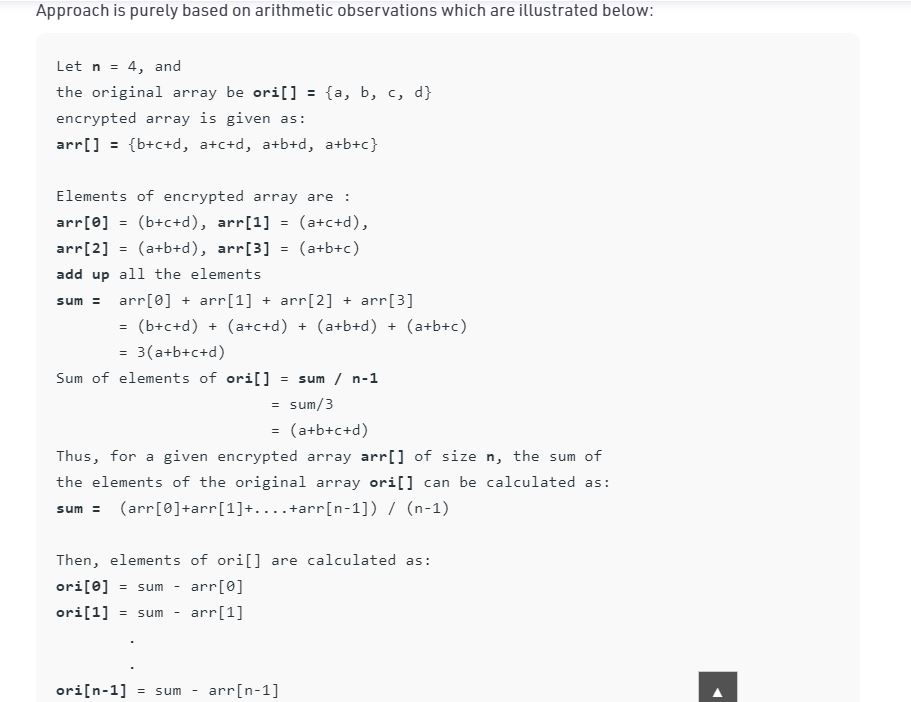 Approach is purely based on arithmetic observations which are illustrated below:
Let n = 4, and
the original array be ori[] = {a, b, c, d}
encrypted array is given as:
arr[] = {b+c+d, a+c+d, a+b+d, a+b+c}
Elements of encrypted array are :
arr[0] = (b+c+d), arr[1] = (a+c+d),
arr[2] = (a+b+d), arr[3] = (a+b+c)
add up all the elements
sum =  arr[0] + arr[1] + arr[2] + arr[3]
= (b+c+d) + (a+c+d) + (a+b+d) + (a+b+c)
= 3(a+b+c+d)
Sum of elements of ori[] = sum / n-1
= sum/3
= (a+b+c+d)
Thus, for a given encrypted array arr[] of size n, the sum of
the elements of the original array ori[] can be calculated as:
sum =  (arr[0]+arr[1]+....+arr[n-1]) / (n-1)
Then, elements of ori[] are calculated as:
ori[0] = sum - arr[0]
ori[1] = sum - arr[1]
.
.
ori[n-1] = sum - arr[n-1]